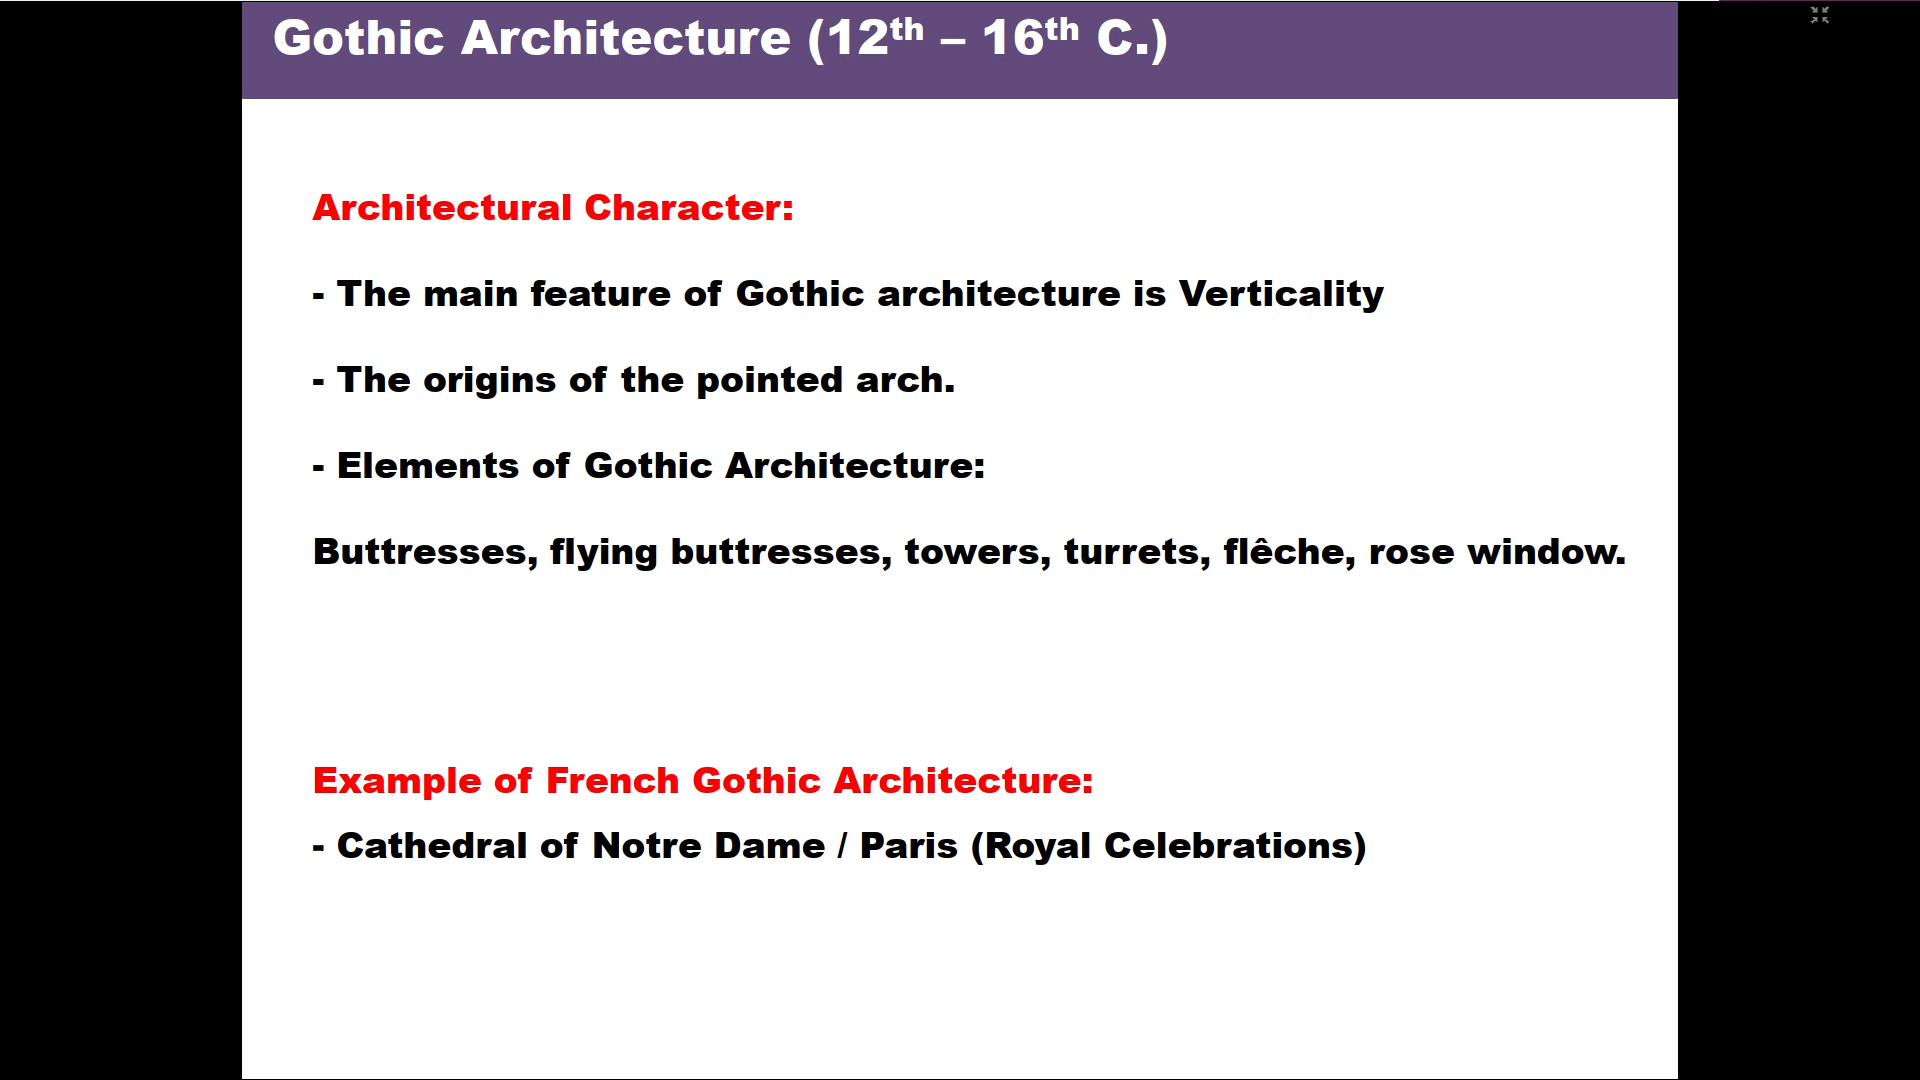 Gothic Architecture (12th – 16th C.)
Architectural Character:
- The main feature of Gothic architecture is Verticality
- The origins of the pointed arch.
- Elements of Gothic Architecture:
Buttresses, flying buttresses, towers, turrets, flêche, rose window.
Example of French Gothic Architecture:
- Cathedral of Notre Dame / Paris (Royal Celebrations)